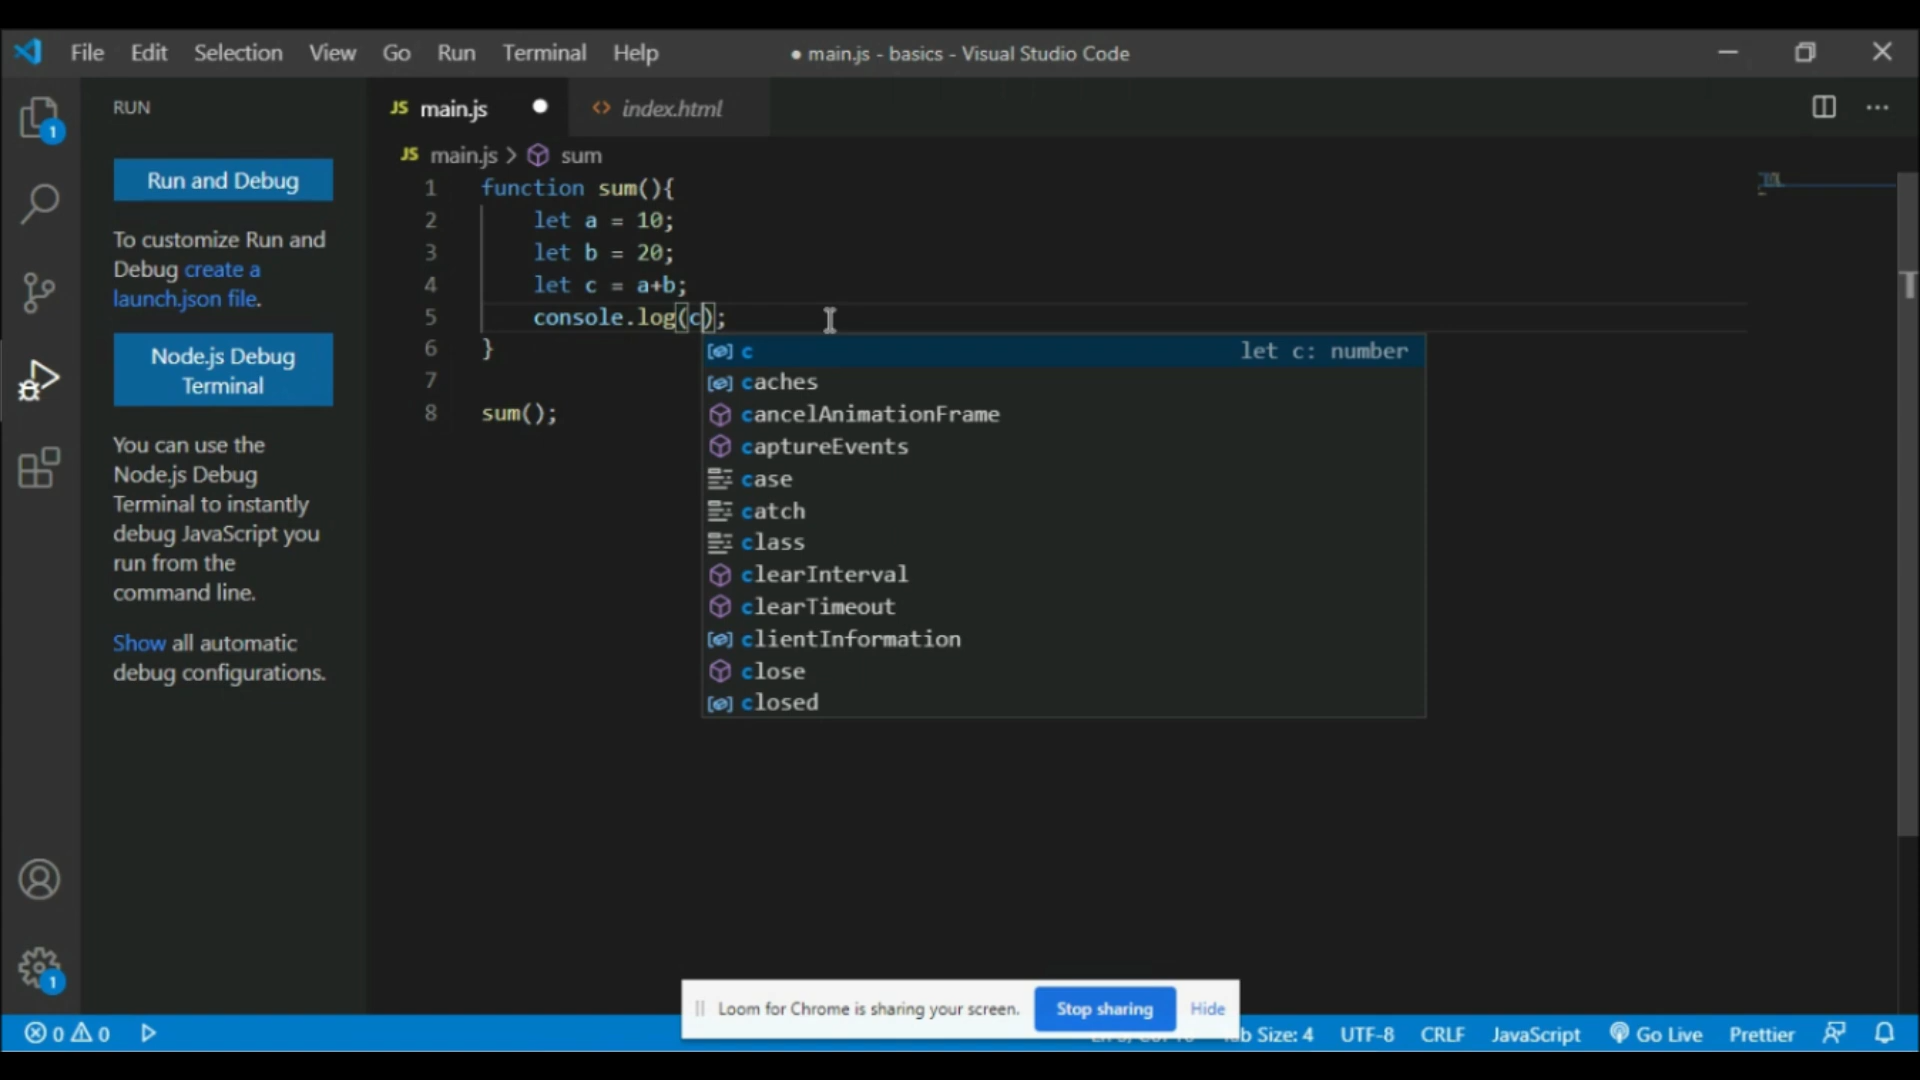 File Edit Selection View Go Run Terminal Help
● main.js - basics - Visual Studio Code
RUN
JS main.js ● <> index.html
JS main.js > sum
Run and Debug
To customize Run and
Debug create a
launch.json file.
Node.js Debug
Terminal
You can use the
Node.js Debug
Terminal to instantly
debug JavaScript you
run from the
command line.
Show all automatic
debug configurations.
1 function sum(){
2 let a = 10;
3 let b = 20;
4 let c = a+b;
5 console.log(c);
6 }
7
8 sum();
c let c: number
caches
cancelAnimationFrame
captureEvents
case
catch
class
clearInterval
clearTimeout
clientInformation
close
closed
1
1
Loom for Chrome is sharing your screen. Stop sharing Hide
0 0 Size: 4 UTF-8 CRLF JavaScript Go Live Prettier